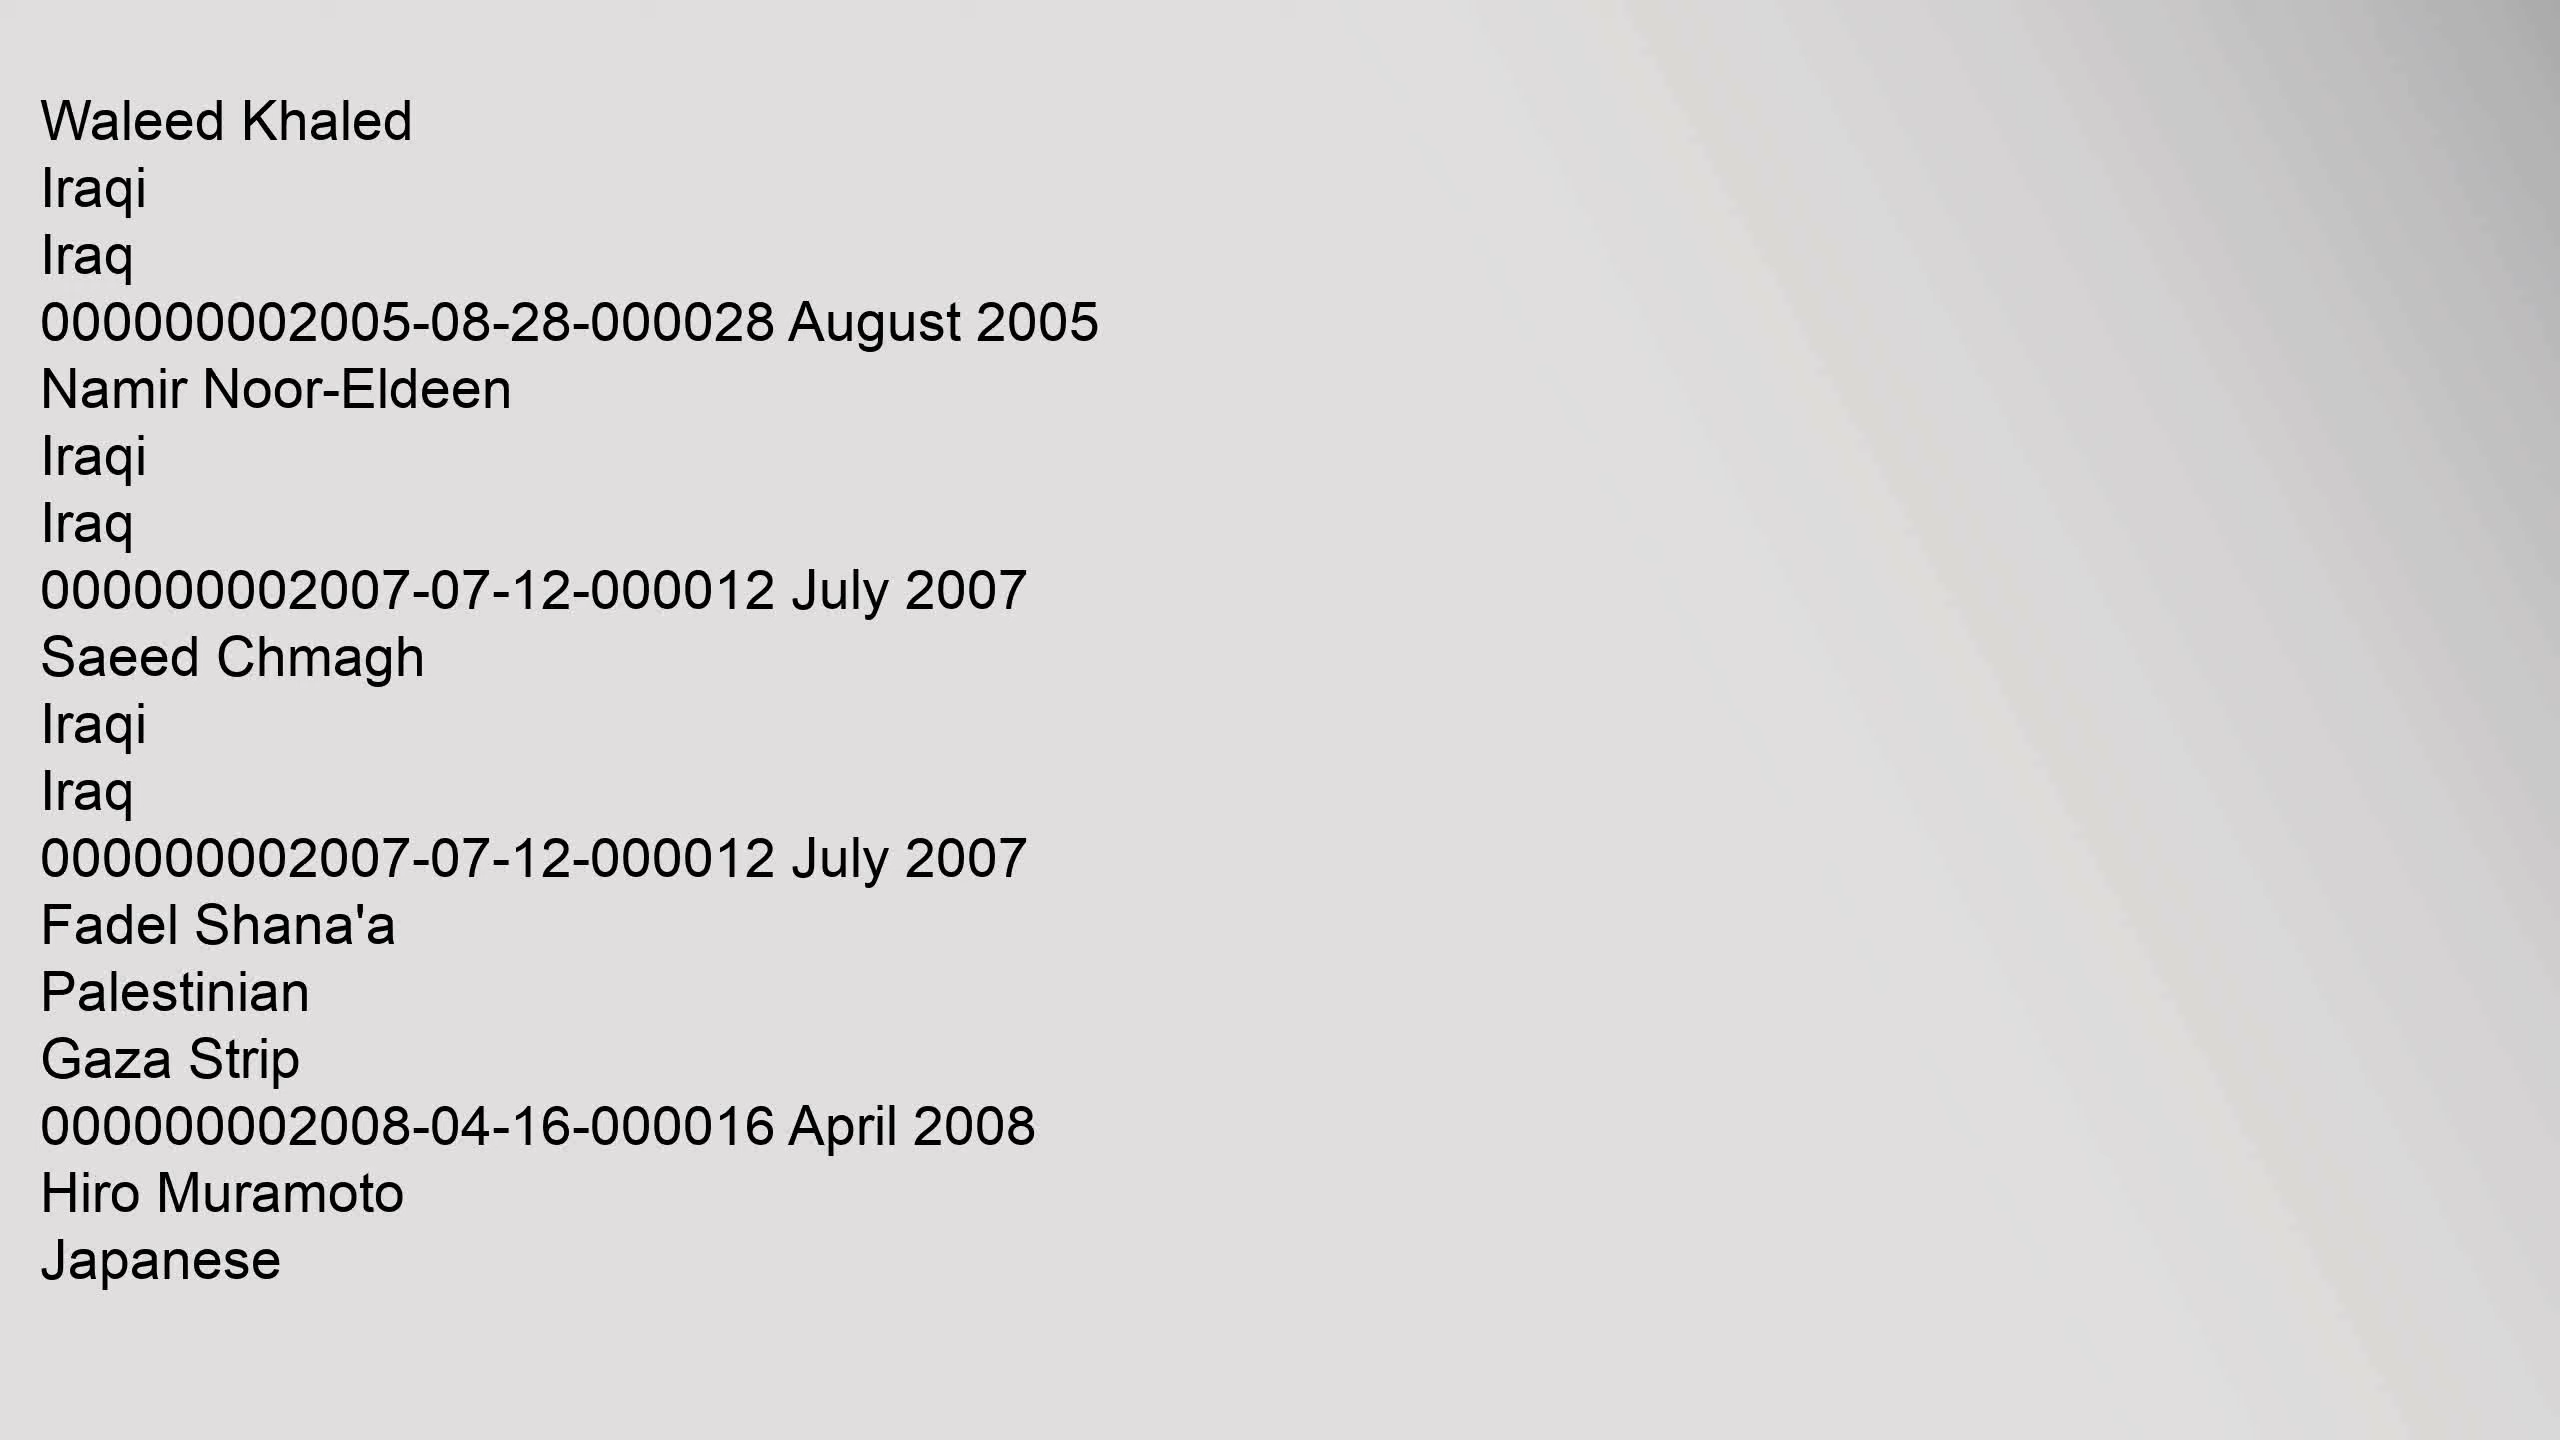 Waleed Khaled
Iraqi
Iraq
000000002005-08-28-000028 August 2005
Namir Noor-Eldeen
Iraqi
Iraq
000000002007-07-12-000012 July 2007
Saeed Chmagh
Iraqi
Iraq
000000002007-07-12-000012 July 2007
Fadel Shana'a
Palestinian
Gaza Strip
000000002008-04-16-000016 April 2008
Hiro Muramoto
Japanese